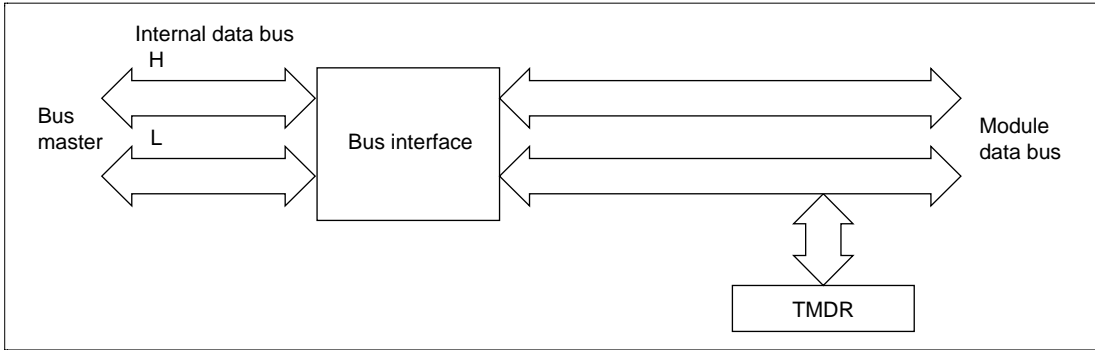 Internal data bus
H
Bus
master
L
Bus interface
Module
data bus
TMDR